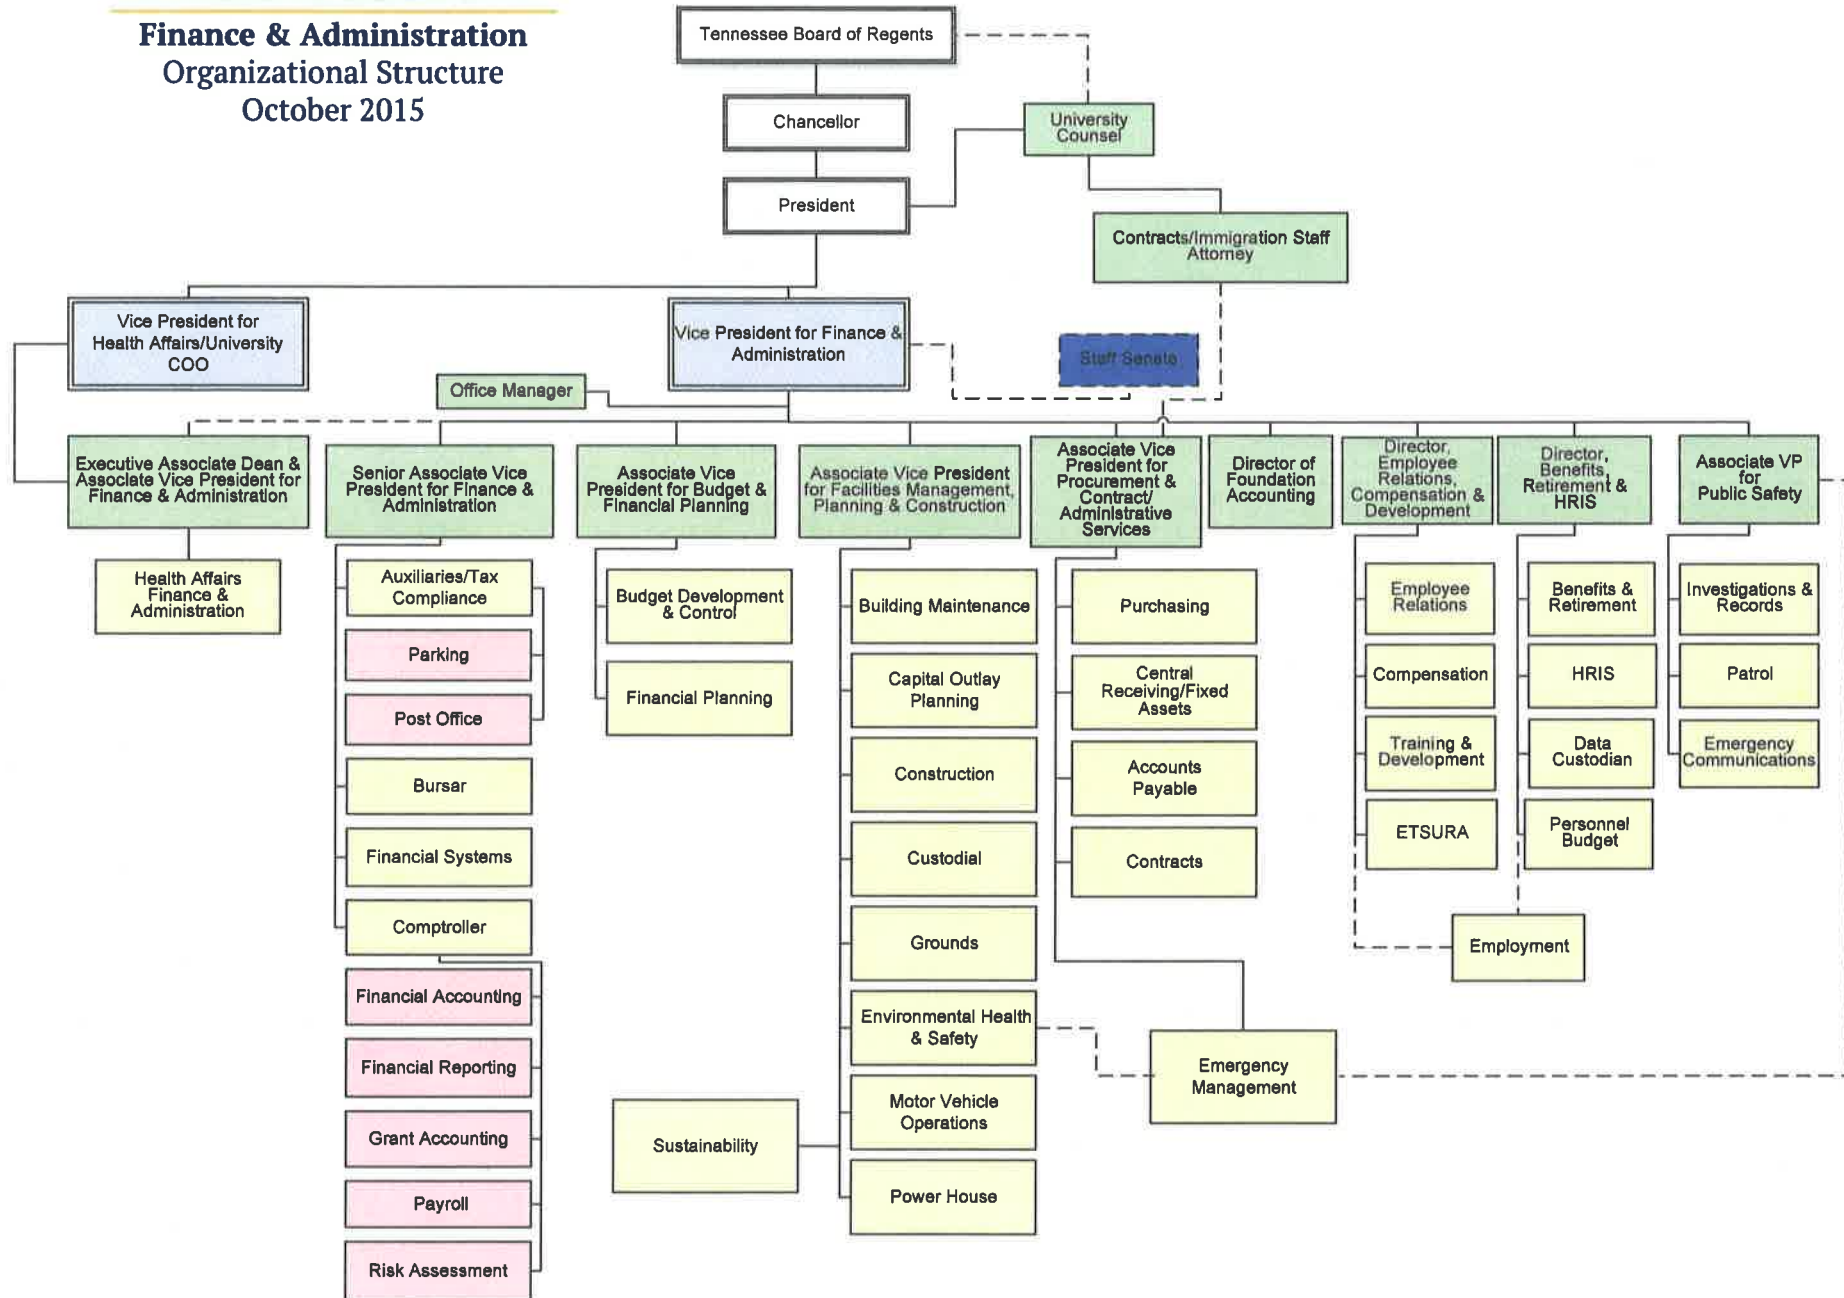 Finance & Administration
Organizational Structure
October 2015
Tennessee Board of Regents
Chancellor
University
Counsel
President
Contracts/Immigration Staff
Attorney
Vice President for
Health Affairs/University
COO
Vice President for Finance &
Administration
Staff Senate
Office Manager
Executive Associate Dean &
Associate Vice President for
Finance & Administration
Senior Associate Vice
President for Finance &
Administration
Associate Vice
President for Budget &
Financial Planning
Associate Vice President
for Facilities Management,
Planning & Construction
Associate Vice
President for
Procurement &
Contract/
Administrative
Services
Director of
Foundation
Accounting
Director,
Employee
Relations,
Compensation &
Development
Director,
Benefits,
Retirement &
HRIS
Associate VP
for
Public Safety
Health Affairs
Finance &
Administration
Auxiliaries/Tax
Compliance
Parking
Post Office
Bursar
Financial Systems
Comptroller
Financial Accounting
Financial Reporting
Grant Accounting
Payroll
Risk Assessment
Budget Development
& Control
Financial Planning
Building Maintenance
Capital Outlay
Planning
Construction
Custodial
Grounds
Environmental Health
& Safety
Motor Vehicle
Operations
Power House
Sustainability
Purchasing
Central
Receiving/Fixed
Assets
Accounts
Payable
Contracts
Emergency
Management
Employee
Relations
Compensation
Training &
Development
ETSURA
Benefits &
Retirement
HRIS
Data
Custodian
Personnel
Budget
Employment
Investigations &
Records
Patrol
Emergency
Communications